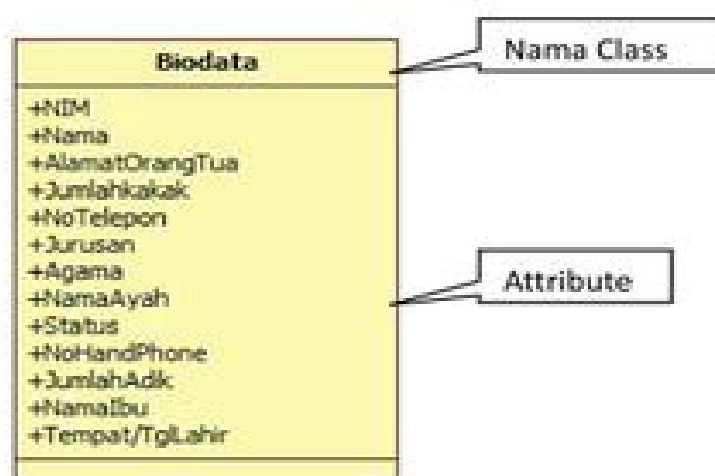 Biodata
Nama Class
+NIM
+Nama
+AlamatOrangTua
+Jumlahkakak
+NoTelepon
+Jurusan
+Agama
+NamaAyah
Attribute
+Status
+NoHandPhone
+JumlahAdik
+NamaIbu
+Tempat/TglLahir